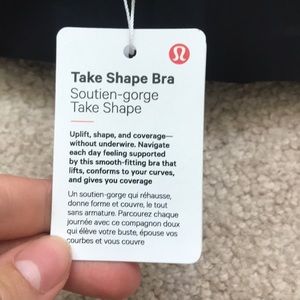 Take Shape Bra
Soutien-gorge
Take Shape
Uplift, shape, and coverage—
without underwire. Navigate
each day feeling supported
by this smooth-fitting bra that
lifts, conforms to your curves,
and gives you coverage
Un soutien-gorge qui réhausse,
donne forme et couvre, le tout
sans armature. Parcourez chaque
journée avec ce compagnon doux
qui élève votre buste, épouse vos
courbes et vous couvre